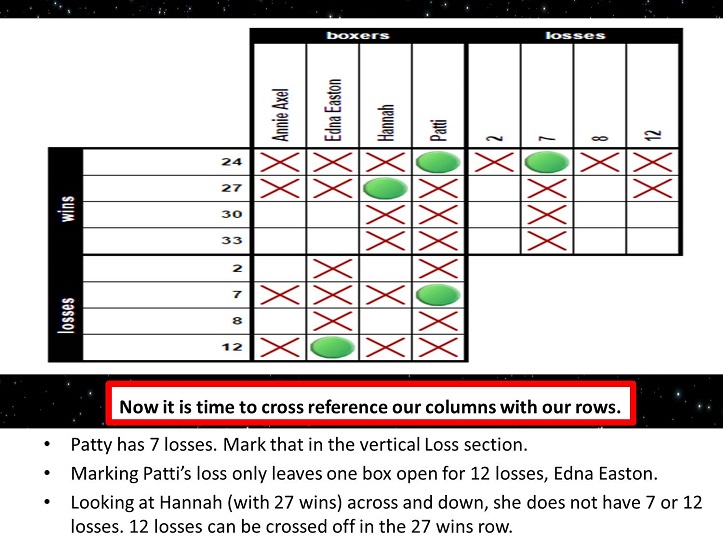 boxers losses
Annie Axel Edna Easton Hannah Patti 2 7 8 12
wins
24
27
30
33
losses
2
7
8
12
Now it is time to cross reference our columns with our rows.
• Patty has 7 losses. Mark that in the vertical Loss section.
• Marking Patti’s loss only leaves one box open for 12 losses, Edna Easton.
• Looking at Hannah (with 27 wins) across and down, she does not have 7 or 12
losses. 12 losses can be crossed off in the 27 wins row.